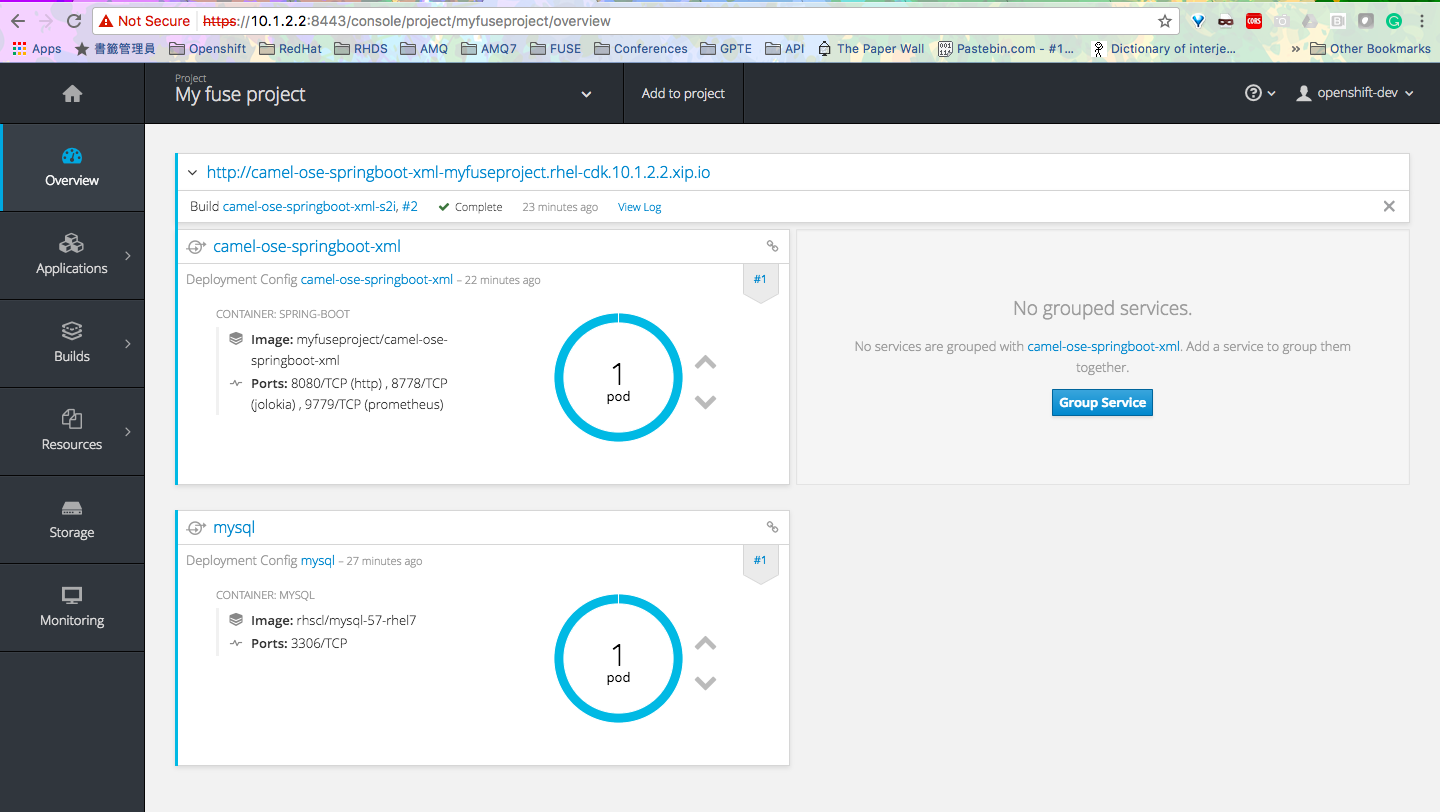 Not Secure https://10.1.2.2:8443/console/project/myfuseproject/overview
CORS
B
G
Apps 書籤管理員 Openshift RedHat RHDS AMQ AMQ7 FUSE Conferences GPTE API The Paper Wall Pastebin.com - #1... Dictionary of interje... » Other Bookmarks
Project
My fuse project
Add to project
openshift-dev
Overview
Applications
Builds
Resources
Storage
Monitoring
http://camel-ose-springboot-xml-myfuseproject.rhel-cdk.10.1.2.2.xip.io
Build camel-ose-springboot-xml-s2i, #2 Complete 23 minutes ago View Log
camel-ose-springboot-xml
Deployment Config camel-ose-springboot-xml – 22 minutes ago
#1
CONTAINER: SPRING-BOOT
Image: myfuseproject/camel-ose-
springboot-xml
Ports: 8080/TCP (http) , 8778/TCP
(jolokia) , 9779/TCP (prometheus)
1
pod
No grouped services.
No services are grouped with camel-ose-springboot-xml. Add a service to group them
together.
Group Service
mysql
Deployment Config mysql – 27 minutes ago
#1
CONTAINER: MYSQL
Image: rhscl/mysql-57-rhel7
Ports: 3306/TCP
1
pod